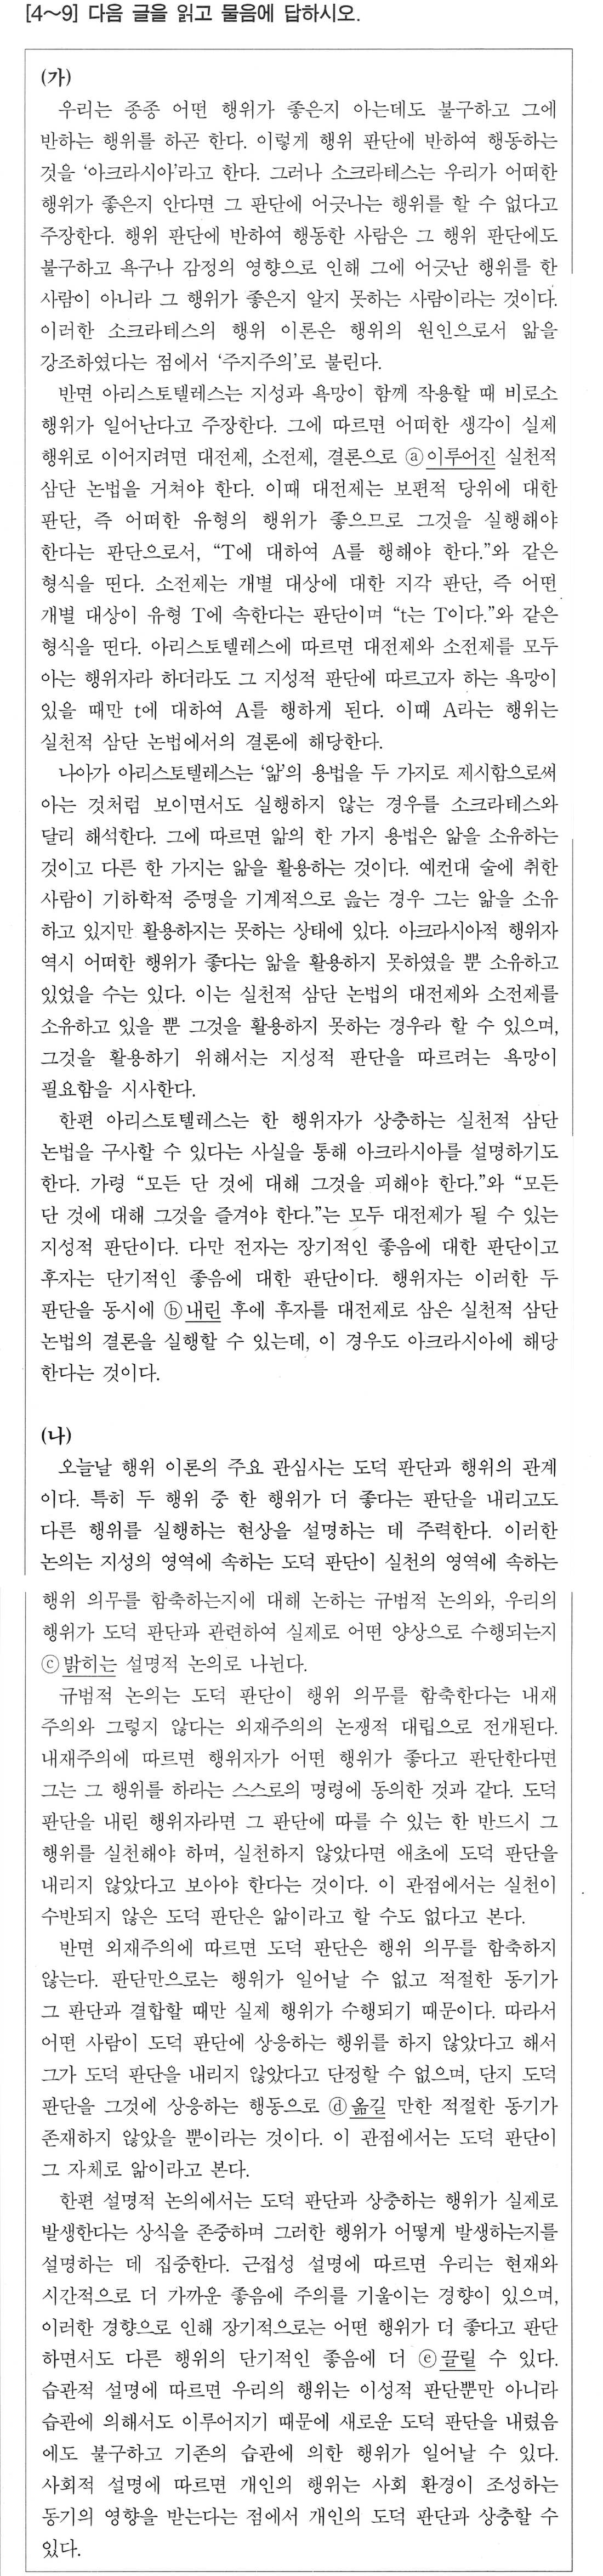 [4~9] 다음 글을 읽고 물음에 답하시오.
(가)
우리는 종종 어떤 행위가 좋은지 아는데도 불구하고 그에
반하는 행위를 하곤 한다. 이렇게 행위 판단에 반하여 행동하는
것을 ‘아크라시아’라고 한다. 그러나 소크라테스는 우리가 어떠한
행위가 좋은지 안다면 그 판단에 어긋나는 행위를 할 수 없다고
주장한다. 행위 판단에 반하여 행동한 사람은 그 행위 판단에도
불구하고 욕구나 감정의 영향으로 인해 그에 어긋난 행위를 한
사람이 아니라 그 행위가 좋은지 알지 못하는 사람이라는 것이다.
이러한 소크라테스의 행위 이론은 행위의 원인으로서 앎을
강조하였다는 점에서 ‘주지주의’로 불린다.
반면 아리스토텔레스는 지성과 욕망이 함께 작용할 때 비로소
행위가 일어난다고 주장한다. 그에 따르면 어떠한 생각이 실제
행위로 이어지려면 대전제, 소전제, 결론으로 ⓐ이루어진 실천적
삼단 논법을 거쳐야 한다. 이때 대전제는 보편적 당위에 대한
판단, 즉 어떠한 유형의 행위가 좋으므로 그것을 실행해야
한다는 판단으로서, “T에 대하여 A를 행해야 한다.”와 같은
형식을 띤다. 소전제는 개별 대상에 대한 지각 판단, 즉 어떤
개별 대상이 유형 T에 속한다는 판단이며 “t는 T이다.”와 같은
형식을 띤다. 아리스토텔레스에 따르면 대전제와 소전제를 모두
아는 행위자라 하더라도 그 지성적 판단에 따르고자 하는 욕망이
있을 때만 t에 대하여 A를 행하게 된다. 이때 A라는 행위는
실천적 삼단 논법에서의 결론에 해당한다.
나아가 아리스토텔레스는 ‘앎’의 용법을 두 가지로 제시함으로써
아는 것처럼 보이면서도 실행하지 않는 경우를 소크라테스와
달리 해석한다. 그에 따르면 앎의 한 가지 용법은 앎을 소유하는
것이고 다른 한 가지는 앎을 활용하는 것이다. 예컨대 술에 취한
사람이 기하학적 증명을 기계적으로 읊는 경우 그는 앎을 소유
하고 있지만 활용하지는 못하는 상태에 있다. 아크라시아적 행위자
역시 어떠한 행위가 좋다는 앎을 활용하지 못하였을 뿐 소유하고
있었을 수는 있다. 이는 실천적 삼단 논법의 대전제와 소전제를
소유하고 있을 뿐 그것을 활용하지 못하는 경우라 할 수 있으며,
그것을 활용하기 위해서는 지성적 판단을 따르려는 욕망이
필요함을 시사한다.
한편 아리스토텔레스는 한 행위자가 상충하는 실천적 삼단
논법을 구사할 수 있다는 사실을 통해 아크라시아를 설명하기도
한다. 가령 “모든 단 것에 대해 그것을 피해야 한다.”와 “모든
단 것에 대해 그것을 즐겨야 한다.”는 모두 대전제가 될 수 있는
지성적 판단이다. 다만 전자는 장기적인 좋음에 대한 판단이고
후자는 단기적인 좋음에 대한 판단이다. 행위자는 이러한 두
판단을 동시에 ⓑ내린 후에 후자를 대전제로 삼은 실천적 삼단
논법의 결론을 실행할 수 있는데, 이 경우도 아크라시아에 해당
한다는 것이다.
(나)
오늘날 행위 이론의 주요 관심사는 도덕 판단과 행위의 관계
이다. 특히 두 행위 중 한 행위가 더 좋다는 판단을 내리고도
다른 행위를 실행하는 현상을 설명하는 데 주력한다. 이러한
논의는 지성의 영역에 속하는 도덕 판단이 실천의 영역에 속하는
행위 의무를 함축하는지에 대해 논하는 규범적 논의와, 우리의
행위가 도덕 판단과 관련하여 실제로 어떤 양상으로 수행되는지
ⓒ밝히는 설명적 논의로 나뉜다.
규범적 논의는 도덕 판단이 행위 의무를 함축한다는 내재
주의와 그렇지 않다는 외재주의의 논쟁적 대립으로 전개된다.
내재주의에 따르면 행위자가 어떤 행위가 좋다고 판단한다면
그는 그 행위를 하라는 스스로의 명령에 동의한 것과 같다. 도덕
판단을 내린 행위자라면 그 판단에 따를 수 있는 한 반드시 그
행위를 실천해야 하며, 실천하지 않았다면 애초에 도덕 판단을
내리지 않았다고 보아야 한다는 것이다. 이 관점에서는 실천이
수반되지 않은 도덕 판단은 앎이라고 할 수도 없다고 본다.
반면 외재주의에 따르면 도덕 판단은 행위 의무를 함축하지
않는다. 판단만으로는 행위가 일어날 수 없고 적절한 동기가
그 판단과 결합할 때만 실제 행위가 수행되기 때문이다. 따라서
어떤 사람이 도덕 판단에 상응하는 행위를 하지 않았다고 해서
그가 도덕 판단을 내리지 않았다고 단정할 수 없으며, 단지 도덕
판단을 그것에 상응하는 행동으로 ⓓ옮길 만한 적절한 동기가
존재하지 않았을 뿐이라는 것이다. 이 관점에서는 도덕 판단이
그 자체로 앎이라고 본다.
한편 설명적 논의에서는 도덕 판단과 상충하는 행위가 실제로
발생한다는 상식을 존중하며 그러한 행위가 어떻게 발생하는지를
설명하는 데 집중한다. 근접성 설명에 따르면 우리는 현재와
시간적으로 더 가까운 좋음에 주의를 기울이는 경향이 있으며,
이러한 경향으로 인해 장기적으로는 어떤 행위가 더 좋다고 판단
하면서도 다른 행위의 단기적인 좋음에 더 ⓔ끌릴 수 있다.
습관적 설명에 따르면 우리의 행위는 이성적 판단뿐만 아니라
습관에 의해서도 이루어지기 때문에 새로운 도덕 판단을 내렸음
에도 불구하고 기존의 습관에 의한 행위가 일어날 수 있다.
사회적 설명에 따르면 개인의 행위는 사회 환경이 조성하는
동기의 영향을 받는다는 점에서 개인의 도덕 판단과 상충할 수
있다.